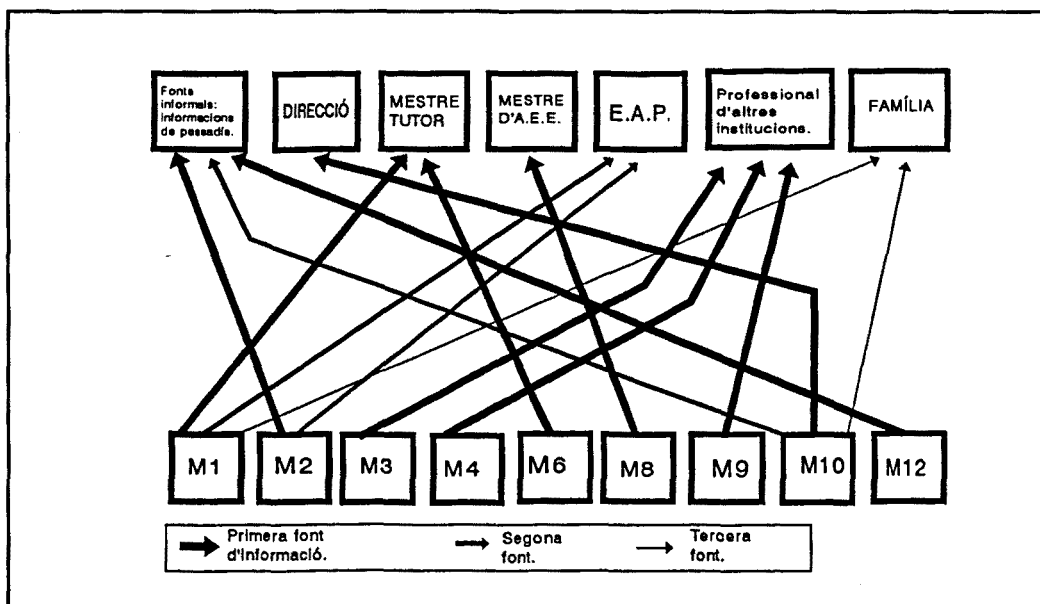 Fonts
informals:
informacions
de passadís.
DIRECCIÓ
MESTRE
TUTOR
MESTRE
D'A.E.E.
E.A.P.
Professional
d'altres
institucions.
FAMÍLIA
M1
M2
M3
M4
M6
M8
M9
M10
M12
Primera font
d'informació.
Segona
font.
Tercera
font.